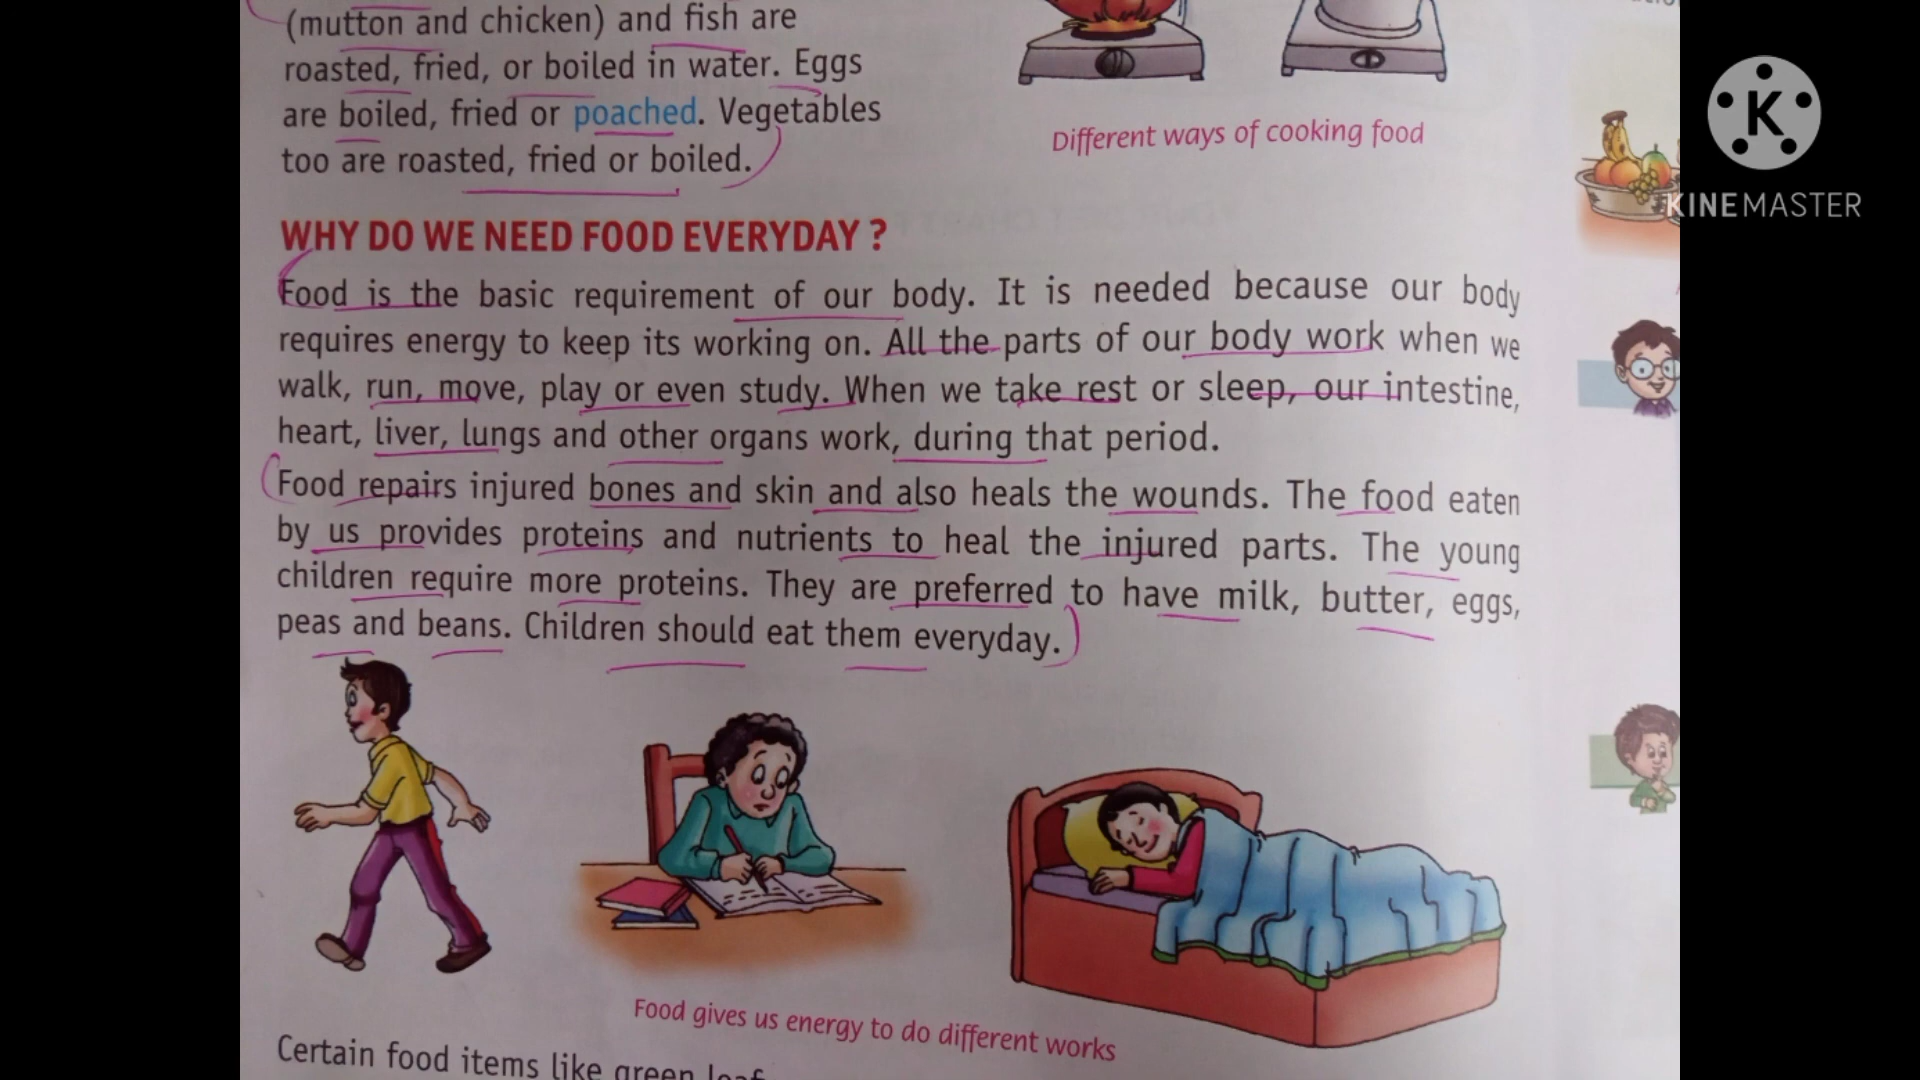 (mutton and chicken) and fish are
roasted, fried, or boiled in water. Eggs
are boiled, fried or poached. Vegetables
too are roasted, fried or boiled.
Different ways of cooking food
K
KINEMASTER
WHY DO WE NEED FOOD EVERYDAY ?
Food is the basic requirement of our body. It is needed because our body
requires energy to keep its working on. All the parts of our body work when we
walk, run, move, play or even study. When we take rest or sleep, our intestine,
heart, liver, lungs and other organs work, during that period.
Food repairs injured bones and skin and also heals the wounds. The food eaten
by us provides proteins and nutrients to heal the injured parts. The young
children require more proteins. They are preferred to have milk, butter, eggs,
peas and beans. Children should eat them everyday.
Food gives us energy to do different works
Certain food items like green leaf